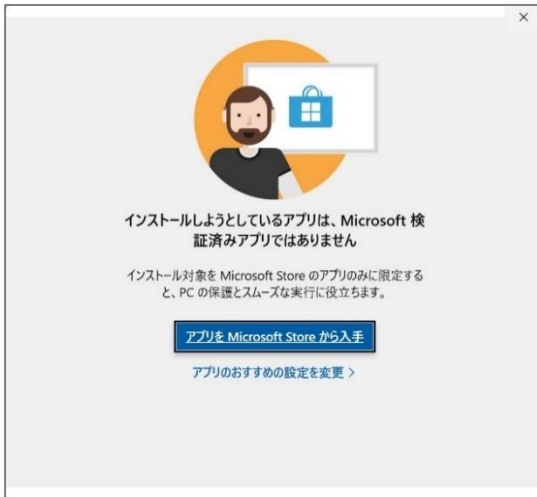 インストールしようとしているアプリは、Microsoft 検
証済みアプリではありません
インストール対象を Microsoft Store のアプリのみに限定する
と、PC の保護とスムーズな実行に役立ちます。
アプリを Microsoft Store から入手
アプリのおすすめの設定を変更 >